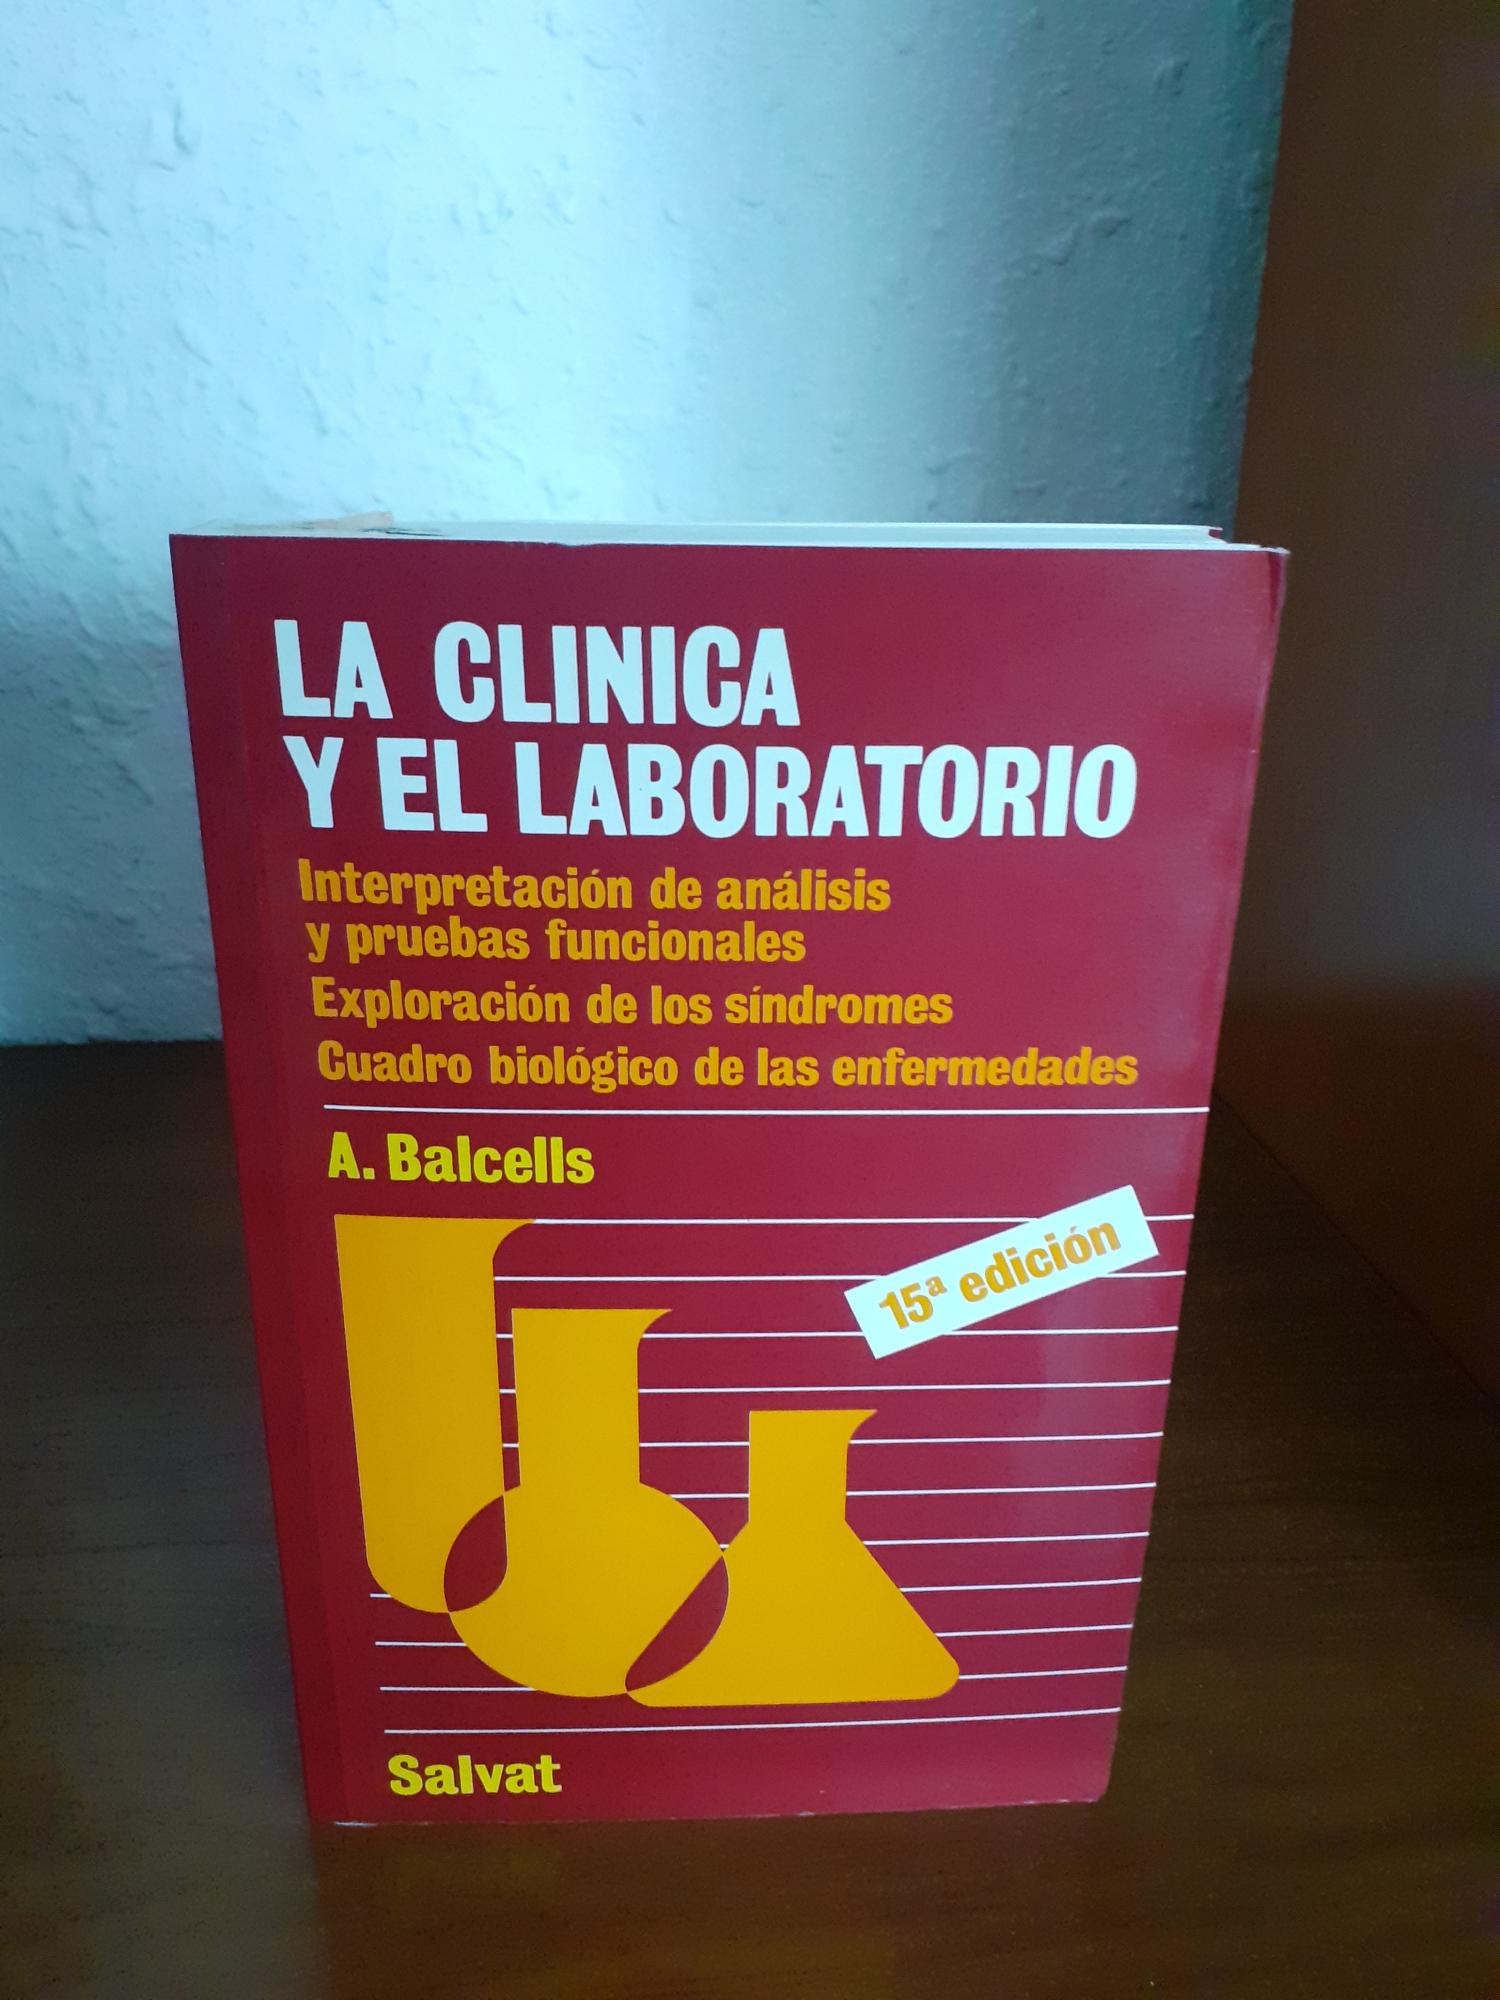 LA CLINICA
Y EL LABORATORIO
Interpretación de análisis
y pruebas funcionales
Exploración de los síndromes
Cuadro biológico de las enfermedades
A. Balcells
15ª edición
Salvat